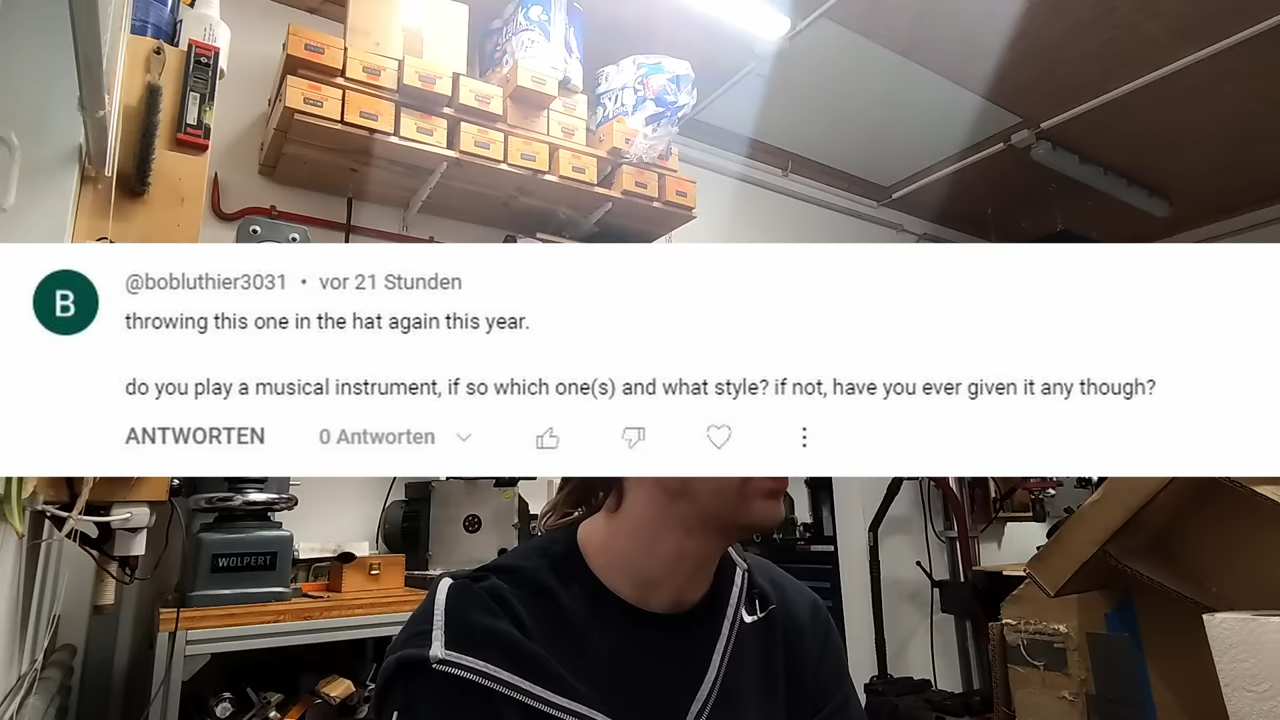 @bobluthier3031 • vor 21 Stunden
throwing this one in the hat again this year.
do you play a musical instrument, if so which one(s) and what style? if not, have you ever given it any though?
ANTWORTEN 0 Antworten
B
WOLPERT